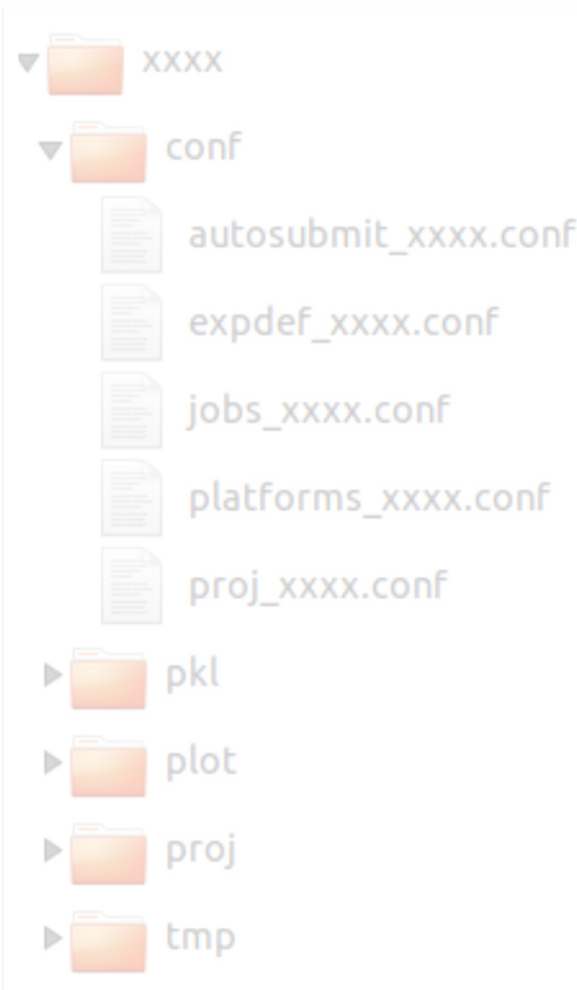 xxxx
conf
autosubmit_xxxx.conf
expdef_xxxx.conf
jobs_xxxx.conf
platforms_xxxx.conf
proj_xxxx.conf
pkl
plot
proj
tmp